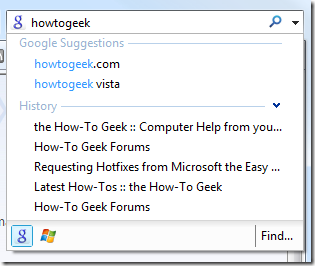 howtogeek
Google Suggestions
howtogeek.com
howtogeek vista
History
the How-To Geek :: Computer Help from you...
How-To Geek Forums
Requesting Hotfixes from Microsoft the Easy ...
Latest How-Tos :: the How-To Geek
How-To Geek Forums
Find...